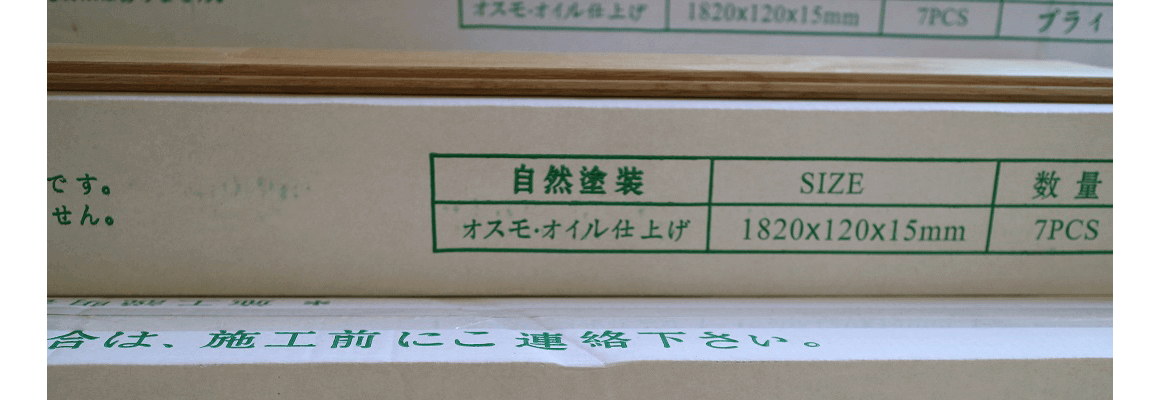 オスモ・オイル仕上げ 1820x120x15mm 7PCS プライ
自然塗装 SIZE 数量
です。
せん。
オスモ・オイル仕上げ 1820x120x15mm 7PCS
合は、施工前にご連絡下さい。